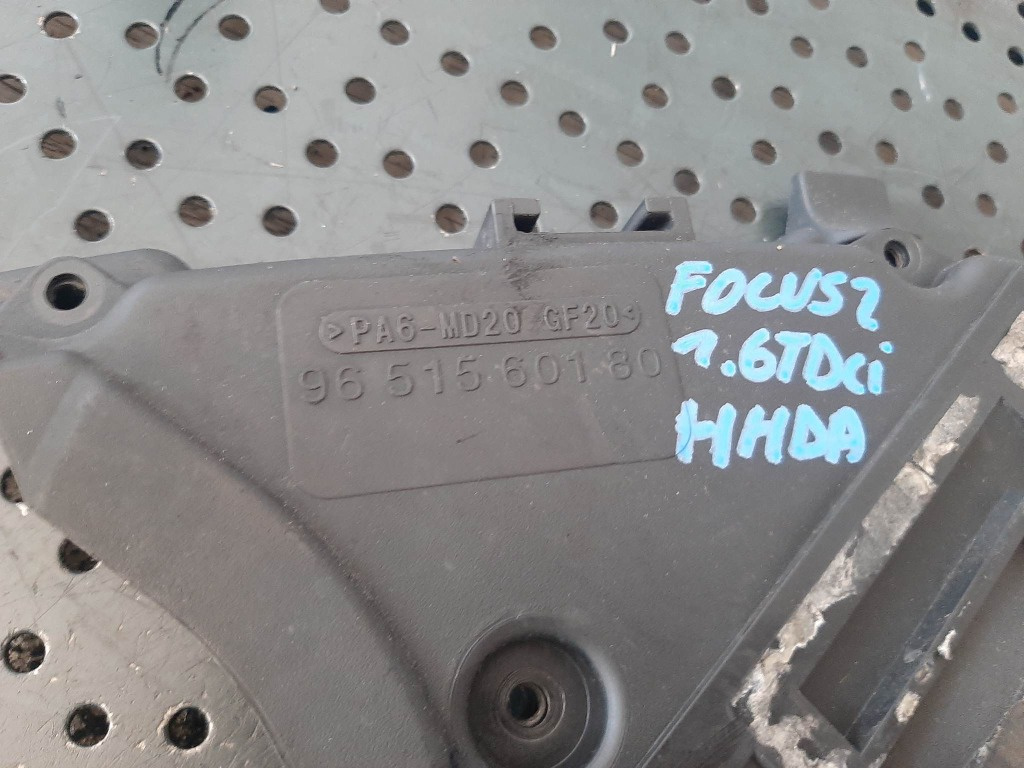 >PA6-MD20 GF20<
96 515 601 80
FOCUS2
1.6TDCi
HHDA